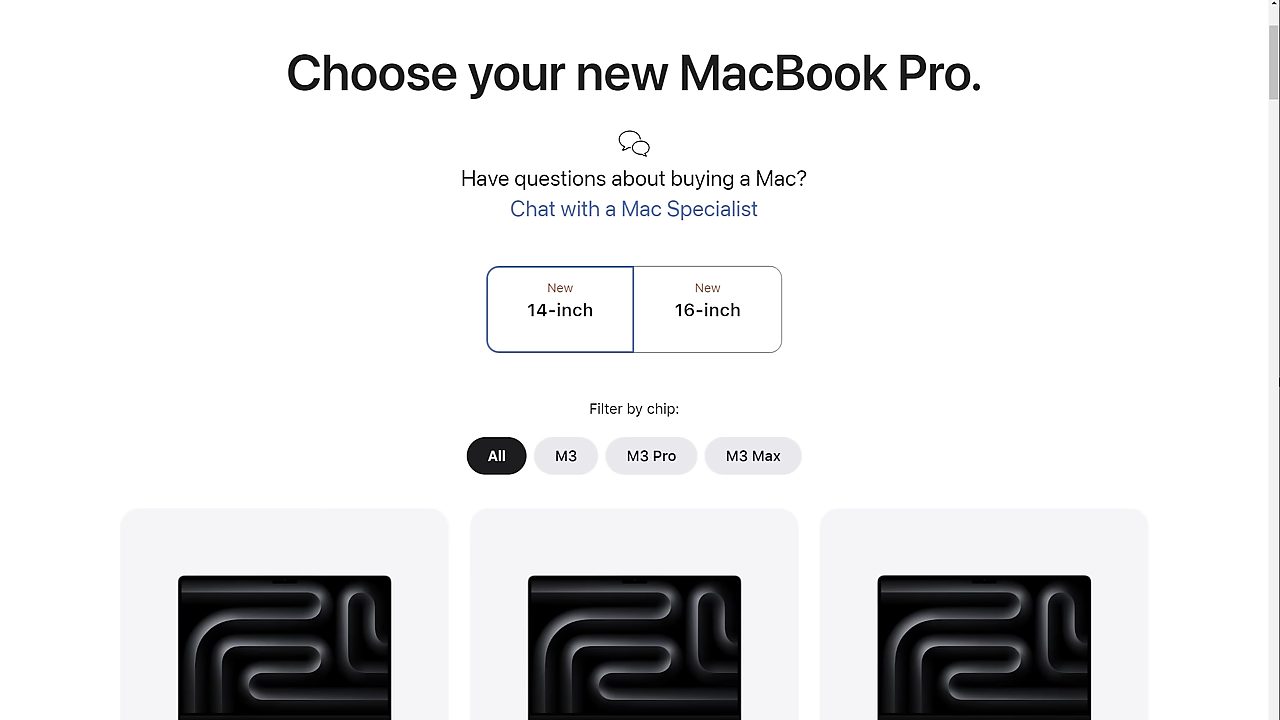 Choose your new MacBook Pro.
Have questions about buying a Mac?
Chat with a Mac Specialist
New New
14-inch 16-inch
Filter by chip:
All M3 M3 Pro M3 Max